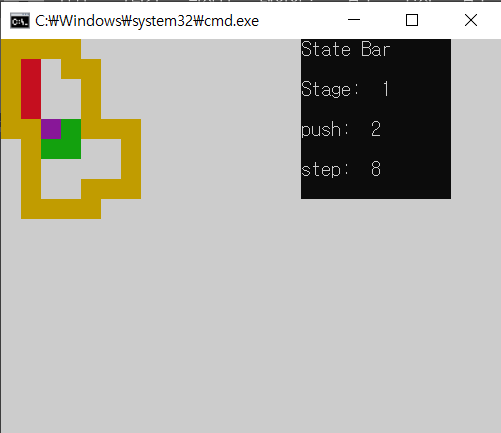 C:₩Windows₩system32₩cmd.exe
State Bar
Stage: 1
push: 2
step: 8